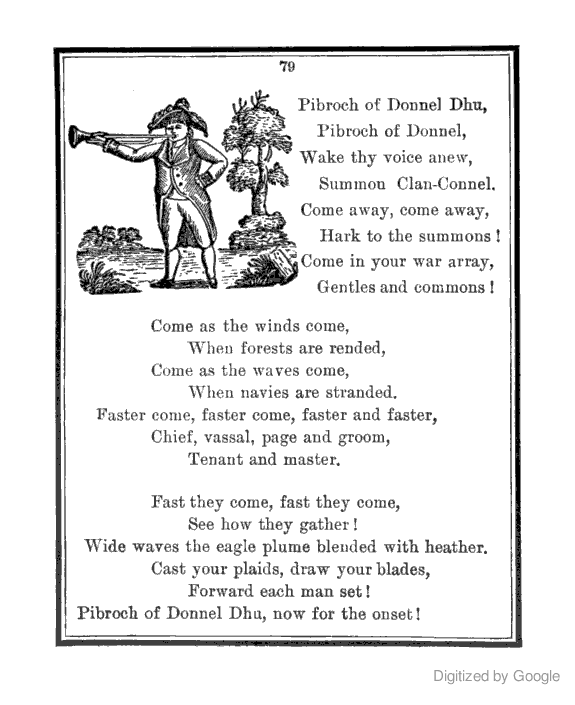 79
Pibroch of Donnel Dhu,
Pibroch of Donnel,
Wake thy voice anew,
Summon Clan-Connel.
Come away, come away,
Hark to the summons!
Come in your war array,
Gentles and commons!
Come as the winds come,
When forests are rended,
Come as the waves come,
When navies are stranded.
Faster come, faster come, faster and faster,
Chief, vassal, page and groom,
Tenant and master.
Fast they come, fast they come,
See how they gather!
Wide waves the eagle plume blended with heather.
Cast your plaids, draw your blades,
Forward each man set!
Pibroch of Donnel Dhu, now for the onset!
Digitized by Google